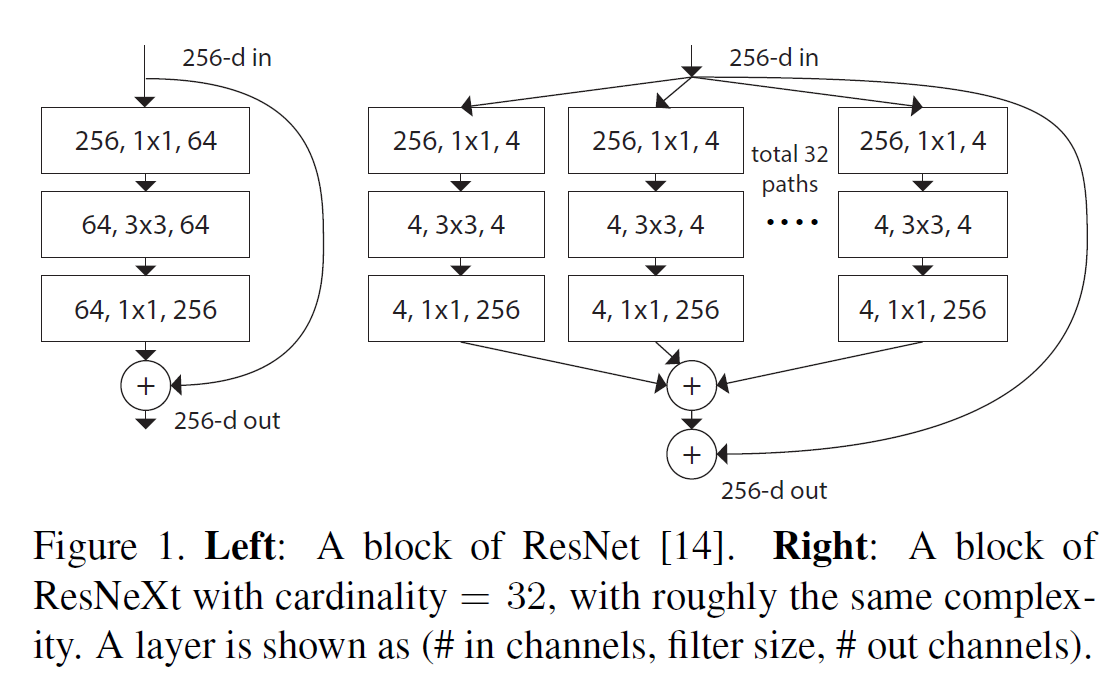 256-d in
256, 1x1, 64
64, 3x3, 64
64, 1x1, 256
+
256-d out
256-d in
256, 1x1, 4
256, 1x1, 4
total 32
paths
....
256, 1x1, 4
4, 3x3, 4
4, 3x3, 4
4, 3x3, 4
4, 1x1, 256
4, 1x1, 256
4, 1x1, 256
+
+
256-d out
Figure 1. Left: A block of ResNet [14]. Right: A block of
ResNeXt with cardinality = 32, with roughly the same complex-
ity. A layer is shown as (# in channels, filter size, # out channels).